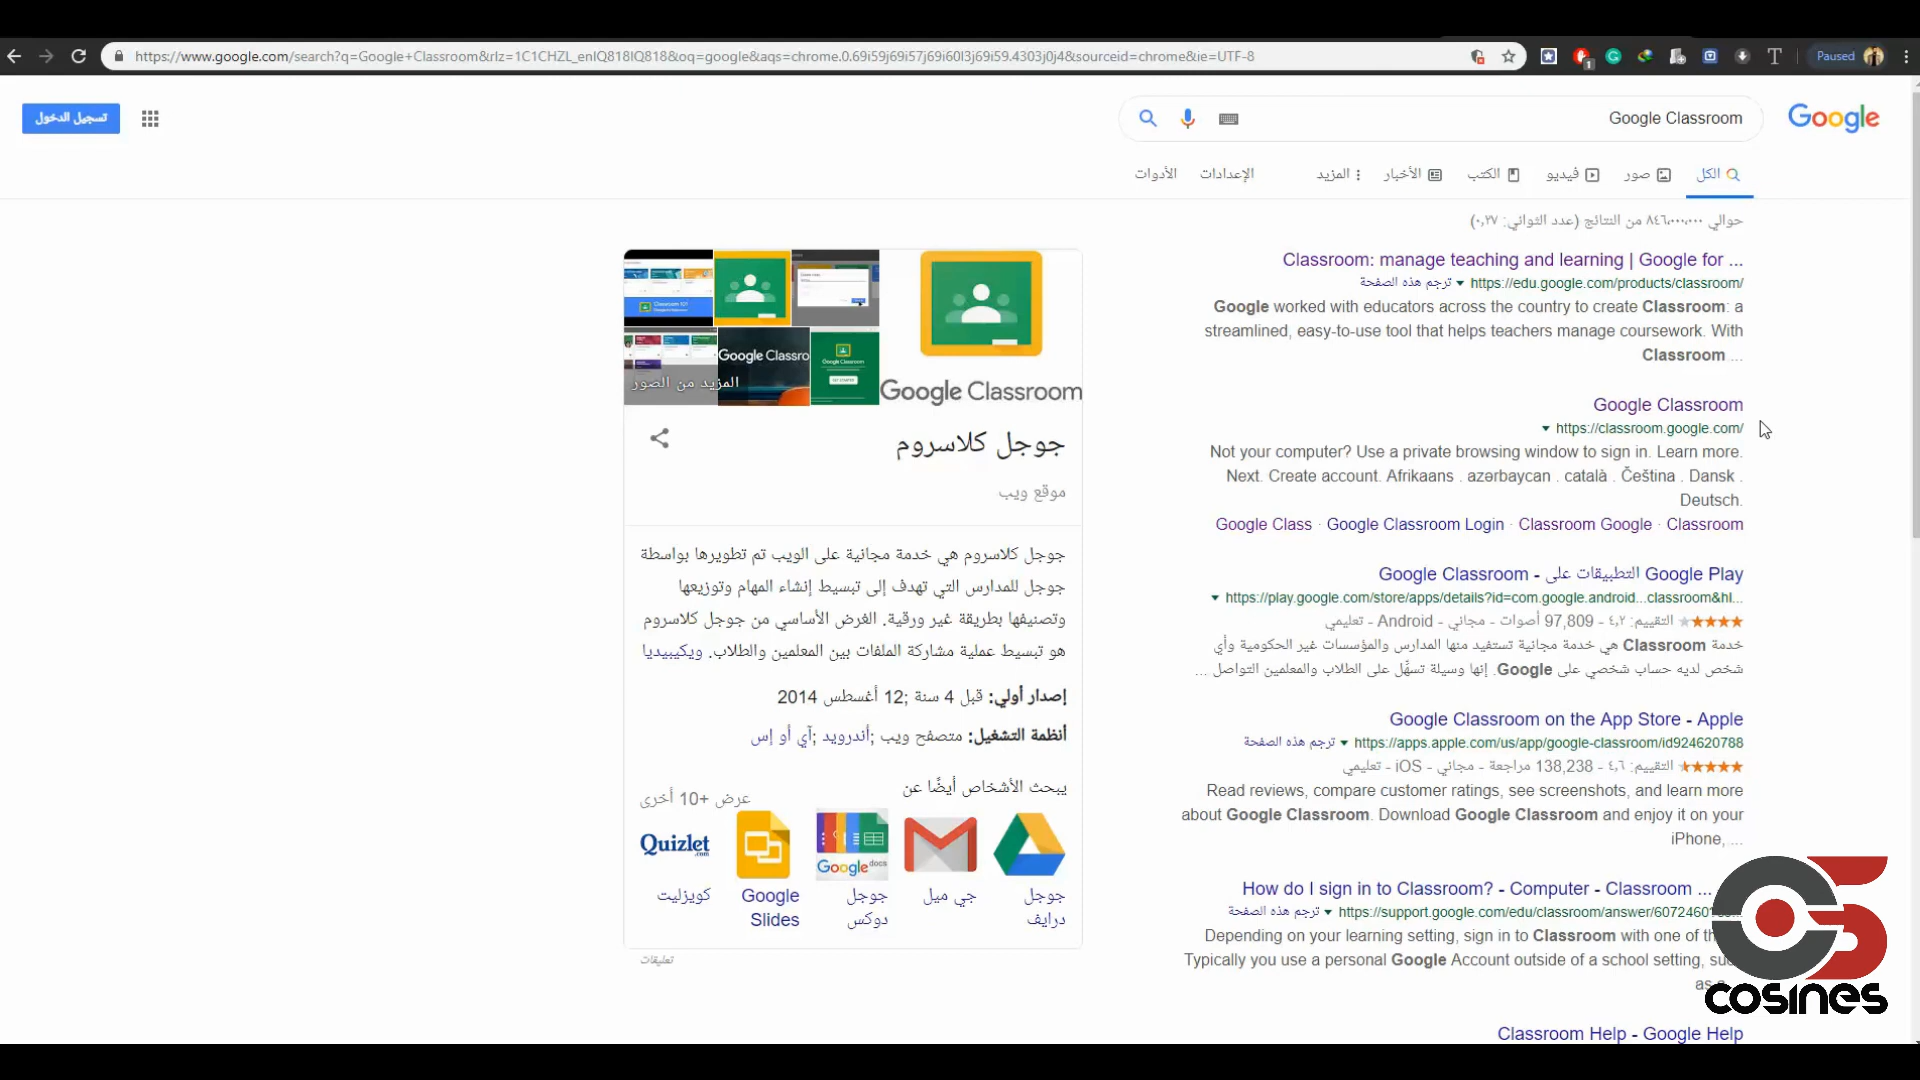 https://www.google.com/search?q=Google+Classroom&rlz=1C1CHZL_enIQ818IQ818&oq=google&aqs=chrome.0.69i59j69i57j69i60l3j69i59.4303j0j4&sourceid=chrome&ie=UTF-8
Paused
Google
Google Classroom
تسجيل الدخول
الكل
صور
فيديو
الكتب
الأخبار
المزيد
الإعدادات
الأدوات
حوالي ٨٤٦,٠٠٠,٠٠٠ من النتائج (عدد الثواني: ٠,٢٧)
Classroom: manage teaching and learning | Google for ...
https://edu.google.com/products/classroom/ ترجم هذه الصفحة
Google worked with educators across the country to create Classroom: a
streamlined, easy-to-use tool that helps teachers manage coursework. With
Classroom ...
Google Classroom
https://classroom.google.com/
Not your computer? Use a private browsing window to sign in. Learn more.
Next. Create account. Afrikaans . azərbaycan . català . Čeština . Dansk .
Deutsch.
Google Class · Google Classroom Login · Classroom Google · Classroom
Google Classroom - التطبيقات على Google Play
https://play.google.com/store/apps/details?id=com.google.android...classroom&hl...
التقييم: ٤,٢ - 97,809 أصوات - مجاني - Android - تعليمي
خدمة Classroom هي خدمة مجانية تستفيد منها المدارس والمؤسسات غير الحكومية وأي
شخص لديه حساب شخصي على Google. إنها وسيلة تسهِّل على الطلاب والمعلمين التواصل ...
Google Classroom on the App Store - Apple
https://apps.apple.com/us/app/google-classroom/id924620788 ترجم هذه الصفحة
التقييم: ٤,٦ - 138,238 مراجعة - مجاني - iOS - تعليمي
Read reviews, compare customer ratings, see screenshots, and learn more
about Google Classroom. Download Google Classroom and enjoy it on your
iPhone, ...
How do I sign in to Classroom? - Computer - Classroom ...
https://support.google.com/edu/classroom/answer/6072460 ترجم هذه الصفحة
Depending on your learning setting, sign in to Classroom with one of
Typically you use a personal Google Account outside of a school setting,
as
Classroom Help - Google Help
Google Classroom
Google Classro
المزيد من الصور
جوجل كلاسروم
موقع ويب
جوجل كلاسروم هي خدمة مجانية على الويب تم تطويرها بواسطة
جوجل للمدارس التي تهدف إلى تبسيط إنشاء المهام وتوزيعها
وتصنيفها بطريقة غير ورقية. الغرض الأساسي من جوجل كلاسروم
هو تبسيط عملية مشاركة الملفات بين المعلمين والطلاب. ويكيبيديا
إصدار أولي: قبل 4 سنة ;12 أغسطس 2014
أنظمة التشغيل: متصفح ويب ;أندرويد ;آي أو إس
يبحث الأشخاص أيضًا عن
عرض +10 أخرى
Google docs
Quizlet.com
جوجل درايف
جي ميل
جوجل دوكس
Google Slides
كويزليت
تعليقات
COSINES